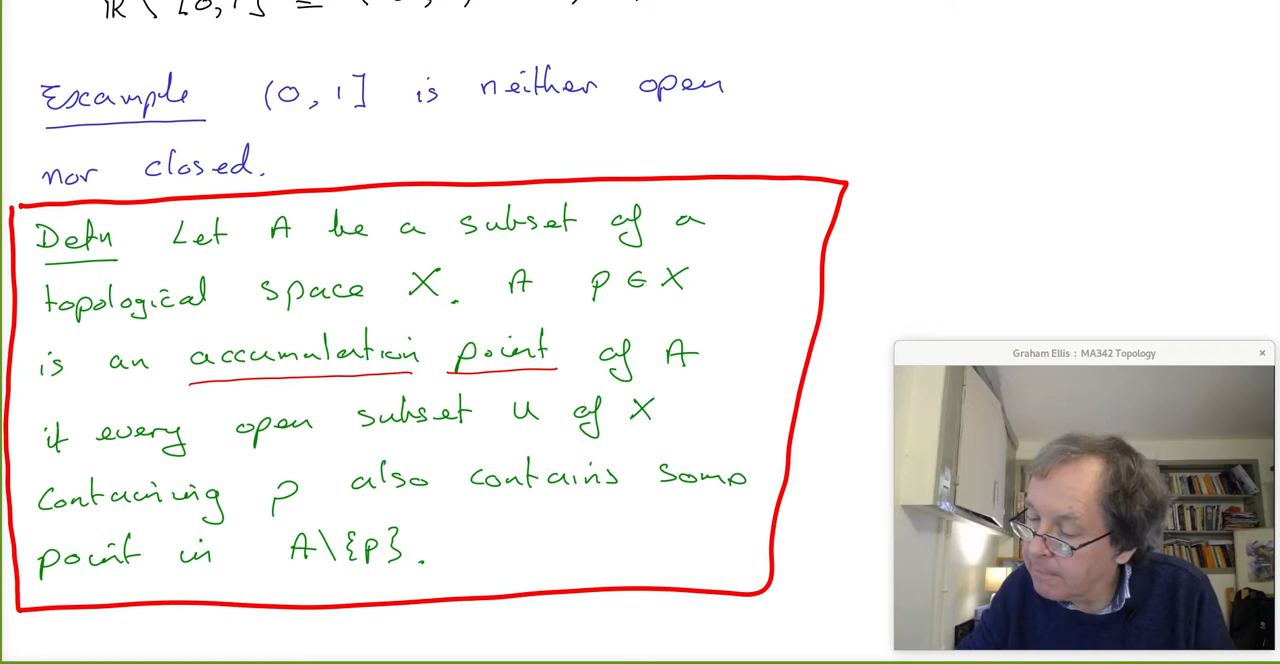 Example (0, 1] is neither open
nor closed.
Defn Let A be a subset of a
topological space X. A p ∈ X
is an accumulation point of A
if every open subset U of X
containing p also contains some
point in A\{p}.
Graham Ellis : MA342 Topology